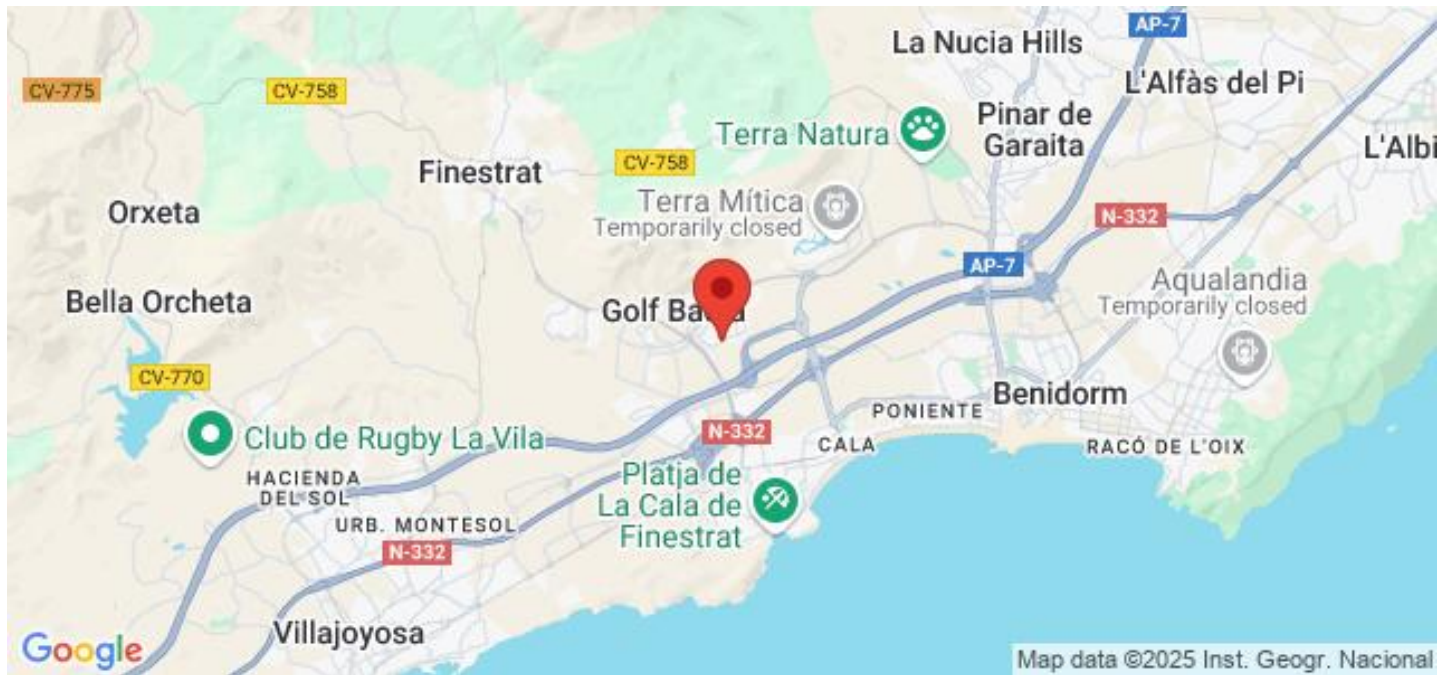 AP-7
La Nucia Hills
CV-775
CV-758
L'Alfàs del Pi
Terra Natura
Pinar de
Garaita
L'Albi
Finestrat
CV-758
Terra Mítica
Temporarily closed
Orxeta
N-332
AP-7
Bella Orcheta
Golf Ba
Aqualandia
Temporarily closed
CV-770
Benidorm
PONIENTE
Club de Rugby La Vila
N-332
CALA
RACÓ DE L'OIX
HACIENDA
DEL SOL
Platja de
La Cala de
Finestrat
URB. MONTESOL
N-332
Villajoyosa
Google
Map data ©2025 Inst. Geogr. Nacional